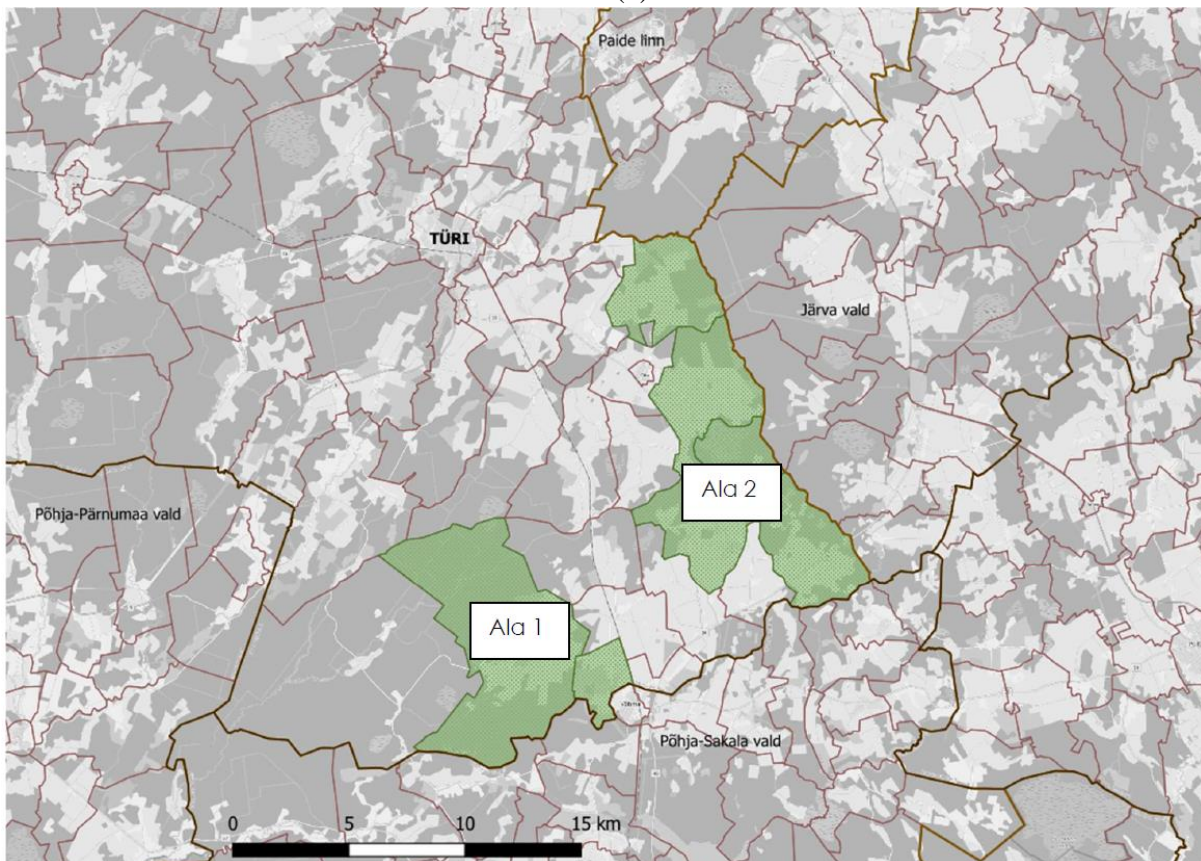 Paide linn
TÜRI
Järva vald
Ala 2
Põhja-Pärnumaa vald
Ala 1
Põhja-Sakala vald
0 5 10 15 km